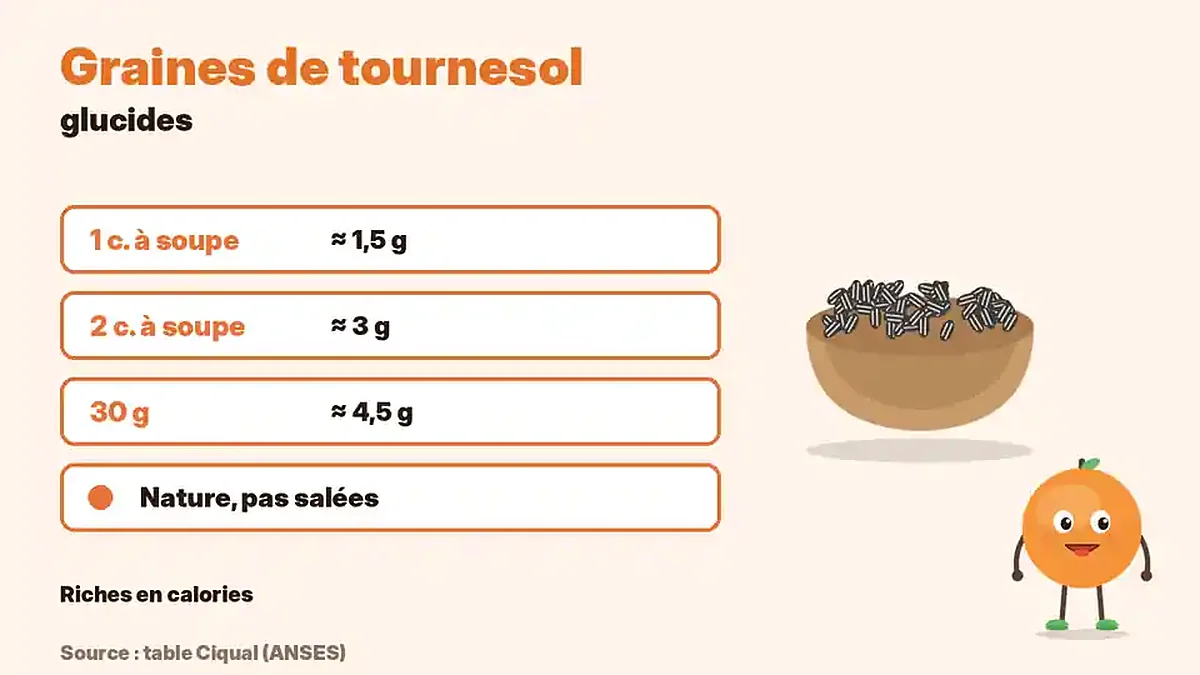 Graines de tournesol
glucides
1 c. à soupe ≈ 1,5 g
2 c. à soupe ≈ 3 g
30 g ≈ 4,5 g
Nature, pas salées
Riches en calories
Source : table Ciqual (ANSES)